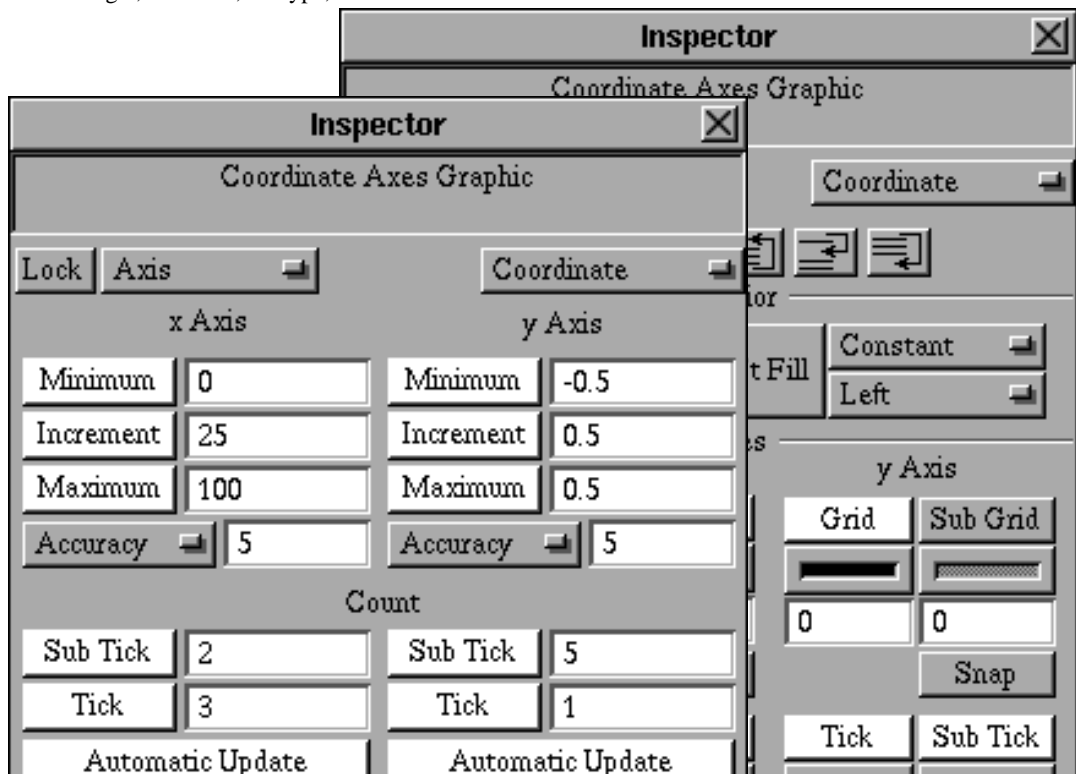 Inspector
Coordinate Axes Graphic
Coordinate
Constant
t Fill
Left
y Axis
Grid Sub Grid
0 0
Snap
Tick Sub Tick
Inspector
Coordinate Axes Graphic
Lock Axis Coordinate
x Axis y Axis
Minimum 0 Minimum -0.5
Increment 25 Increment 0.5
Maximum 100 Maximum 0.5
Accuracy 5 Accuracy 5
Count
Sub Tick 2 Sub Tick 5
Tick 3 Tick 1
Automatic Update Automatic Update